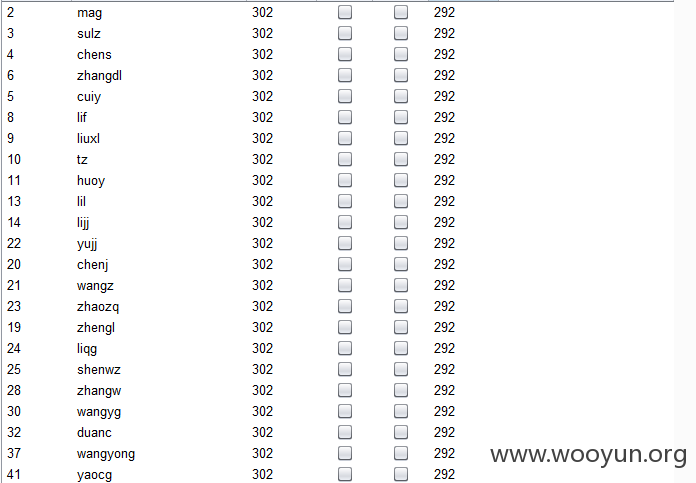 2 mag 302 292
3 sulz 302 292
4 chens 302 292
6 zhangdl 302 292
5 cuiy 302 292
8 lif 302 292
9 liuxl 302 292
10 tz 302 292
11 huoy 302 292
13 lil 302 292
14 lijj 302 292
22 yujj 302 292
20 chenj 302 292
21 wangz 302 292
23 zhaozq 302 292
19 zhengl 302 292
24 liqg 302 292
25 shenwz 302 292
28 zhangw 302 292
30 wangyg 302 292
32 duanc 302 292
37 wangyong 302 292
41 yaocg 302 292
www.wooyun.org